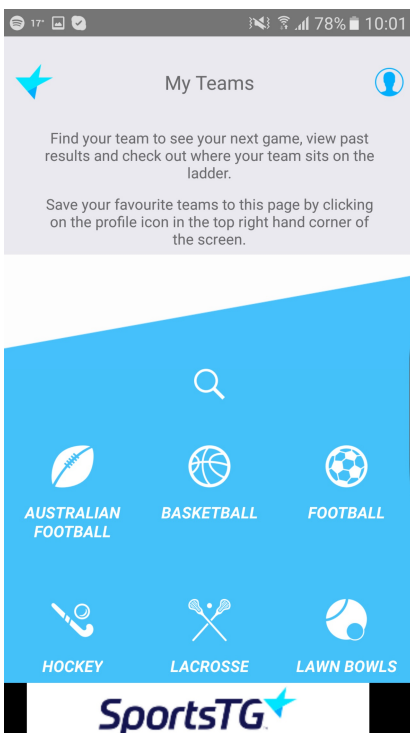 17° 78% 10:01
My Teams
Find your team to see your next game, view past
results and check out where your team sits on the
ladder.
Save your favourite teams to this page by clicking
on the profile icon in the top right hand corner of
the screen.
AUSTRALIAN
FOOTBALL
BASKETBALL
FOOTBALL
HOCKEY
LACROSSE
LAWN BOWLS
SportsTG